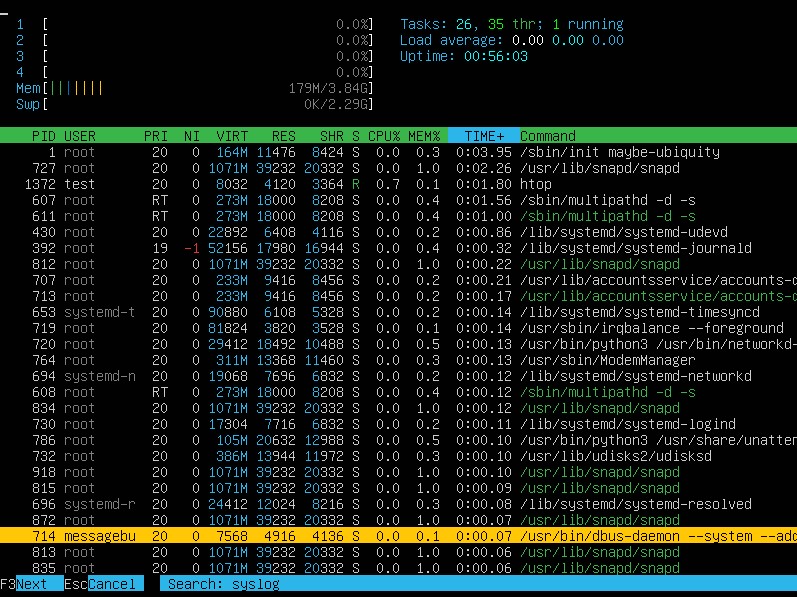 1 [ 0.0%] Tasks: 26, 35 thr; 1 running
2 [ 0.0%] Load average: 0.00 0.00 0.00
3 [ 0.0%] Uptime: 00:56:03
4 [ 0.0%]
Mem[||||||| 179M/3.84G]
Swp[ 0K/2.29G]
PID USER PRI NI VIRT RES SHR S CPU% MEM% TIME+ Command
1 root 20 0 164M 11476 8424 S 0.0 0.3 0:03.95 /sbin/init maybe-ubiquity
727 root 20 0 1071M 39232 20332 S 0.0 1.0 0:02.26 /usr/lib/snapd/snapd
1372 test 20 0 8032 4120 3364 R 0.7 0.1 0:01.80 htop
607 root RT 0 273M 18000 8208 S 0.0 0.4 0:01.56 /sbin/multipathd -d -s
611 root RT 0 273M 18000 8208 S 0.0 0.4 0:01.00 /sbin/multipathd -d -s
430 root 20 0 22892 6408 4116 S 0.0 0.2 0:00.86 /lib/systemd/systemd-udevd
392 root 19 -1 52156 17980 16944 S 0.0 0.4 0:00.32 /lib/systemd/systemd-journald
812 root 20 0 1071M 39232 20332 S 0.0 1.0 0:00.22 /usr/lib/snapd/snapd
707 root 20 0 233M 9416 8456 S 0.0 0.2 0:00.21 /usr/lib/accountsservice/accounts-d
713 root 20 0 233M 9416 8456 S 0.0 0.2 0:00.17 /usr/lib/accountsservice/accounts-d
653 systemd-t 20 0 90880 6108 5328 S 0.0 0.2 0:00.14 /lib/systemd/systemd-timesyncd
719 root 20 0 81824 3820 3528 S 0.0 0.1 0:00.14 /usr/sbin/irqbalance --foreground
720 root 20 0 29412 18492 10488 S 0.0 0.5 0:00.13 /usr/bin/python3 /usr/bin/networkd-
764 root 20 0 311M 13368 11460 S 0.0 0.3 0:00.13 /usr/sbin/ModemManager
694 systemd-n 20 0 19068 7696 6832 S 0.0 0.2 0:00.12 /lib/systemd/systemd-networkd
608 root RT 0 273M 18000 8208 S 0.0 0.4 0:00.12 /sbin/multipathd -d -s
834 root 20 0 1071M 39232 20332 S 0.0 1.0 0:00.12 /usr/lib/snapd/snapd
730 root 20 0 17304 7716 6832 S 0.0 0.2 0:00.11 /lib/systemd/systemd-logind
786 root 20 0 105M 20632 12988 S 0.0 0.5 0:00.10 /usr/bin/python3 /usr/share/unatten
732 root 20 0 386M 13944 11972 S 0.0 0.3 0:00.10 /usr/lib/udisks2/udisksd
918 root 20 0 1071M 39232 20332 S 0.0 1.0 0:00.10 /usr/lib/snapd/snapd
815 root 20 0 1071M 39232 20332 S 0.0 1.0 0:00.09 /usr/lib/snapd/snapd
696 systemd-r 20 0 24412 12024 8216 S 0.0 0.3 0:00.08 /lib/systemd/systemd-resolved
872 root 20 0 1071M 39232 20332 S 0.0 1.0 0:00.07 /usr/lib/snapd/snapd
714 messagebu 20 0 7568 4916 4136 S 0.0 0.1 0:00.07 /usr/bin/dbus-daemon --system --add
813 root 20 0 1071M 39232 20332 S 0.0 1.0 0:00.06 /usr/lib/snapd/snapd
835 root 20 0 1071M 39232 20332 S 0.0 1.0 0:00.06 /usr/lib/snapd/snapd
F3Next EscCancel Search: syslog